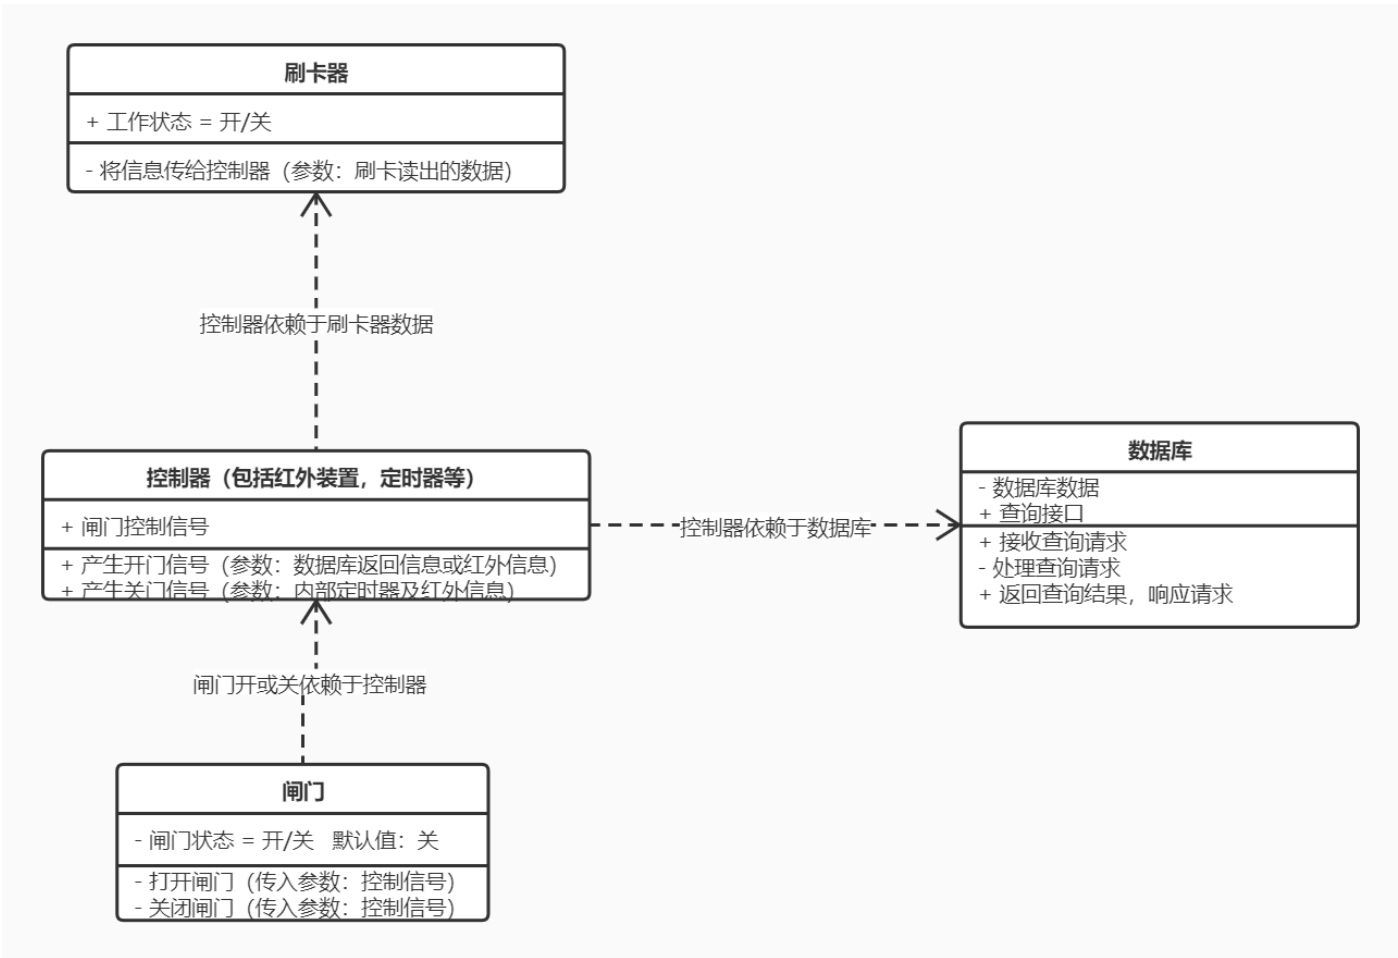 刷卡器
+ 工作状态 = 开/关
- 将信息传给控制器（参数：刷卡读出的数据）
控制器依赖于刷卡器数据
控制器（包括红外装置，定时器等）
+ 闸门控制信号
+ 产生开门信号（参数：数据库返回信息或红外信息）
+ 产生关门信号（参数：内部定时器及红外信息）
控制器依赖于数据库
数据库
- 数据库数据
+ 查询接口
+ 接收查询请求
- 处理查询请求
+ 返回查询结果，响应请求
闸门开或关依赖于控制器
闸门
- 闸门状态 = 开/关 默认值：关
- 打开闸门（传入参数：控制信号）
- 关闭闸门（传入参数：控制信号）